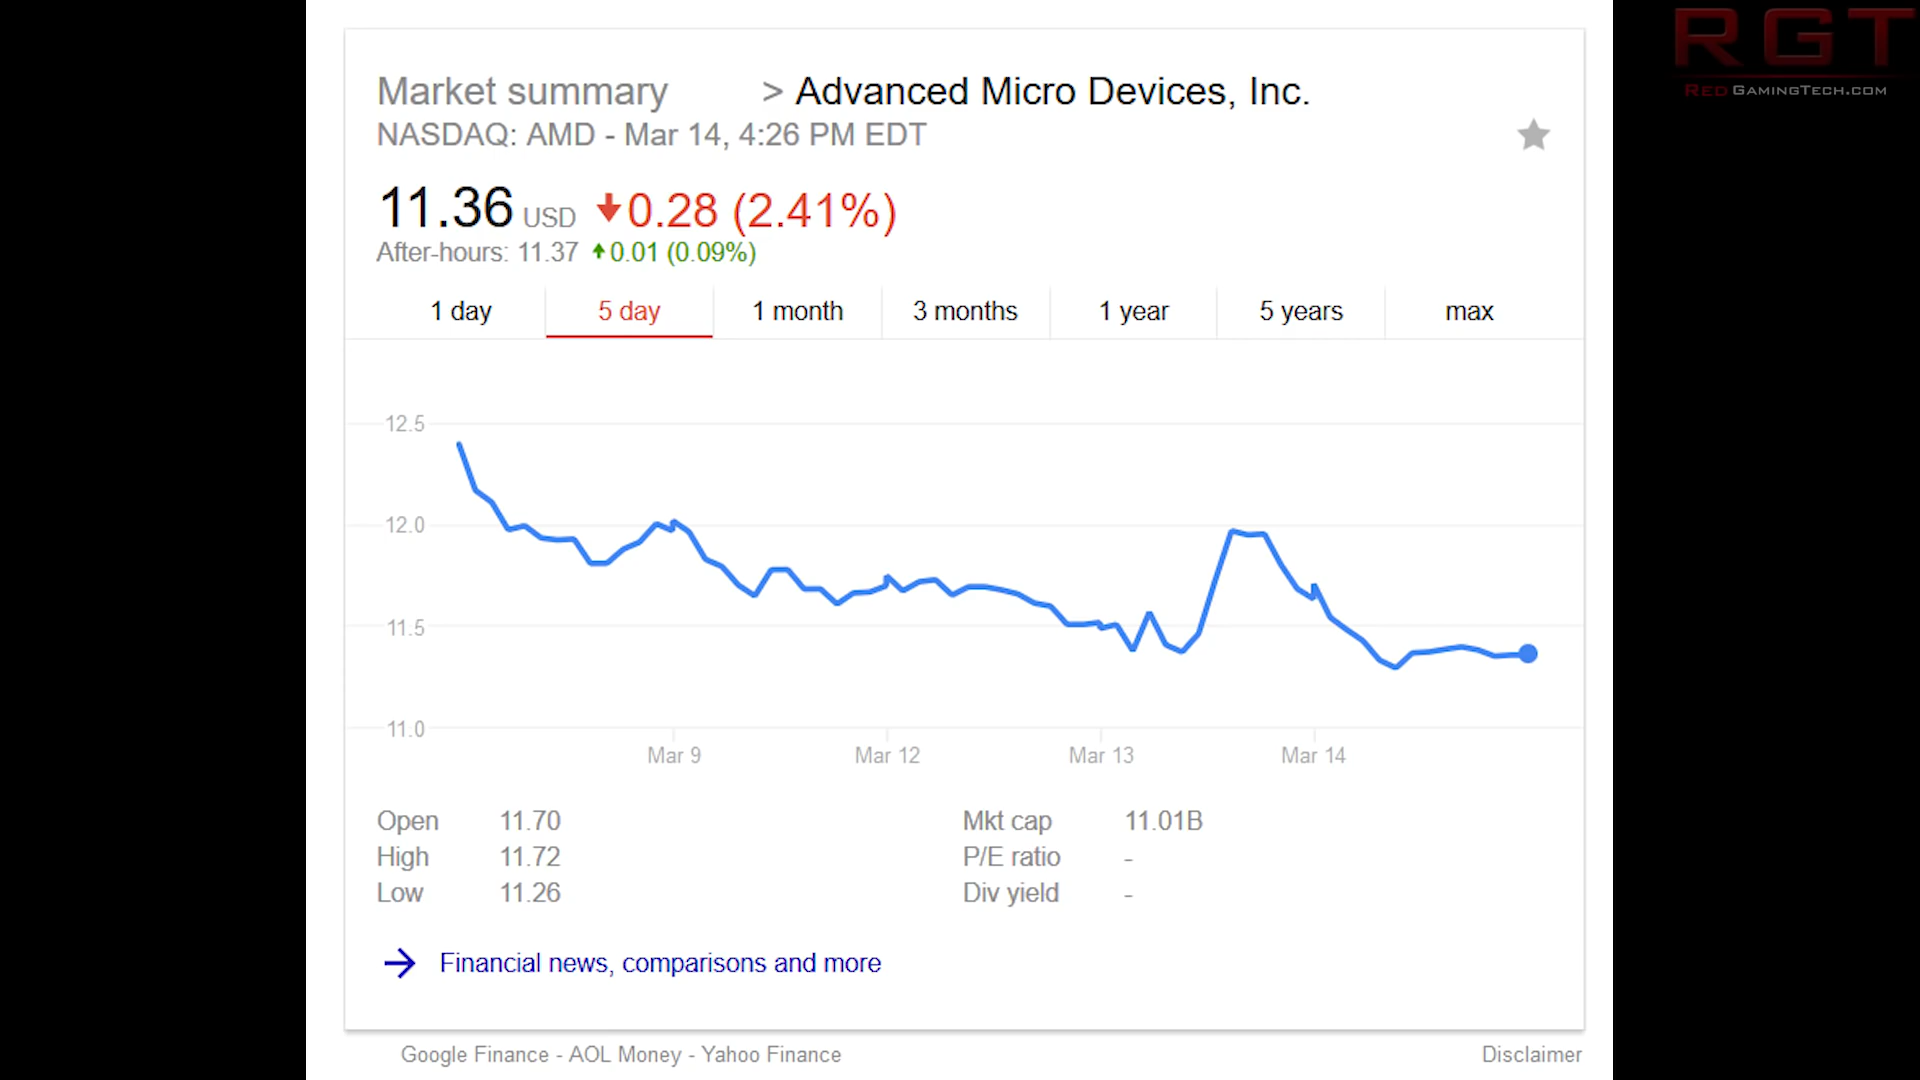 RGT
RED GAMINGTECH.COM
Market summary > Advanced Micro Devices, Inc.
NASDAQ: AMD - Mar 14, 4:26 PM EDT
11.36 USD 0.28 (2.41%)
After-hours: 11.37 0.01 (0.09%)
1 day 5 day 1 month 3 months 1 year 5 years max
12.5
12.0
11.5
11.0
Mar 9 Mar 12 Mar 13 Mar 14
Open 11.70 Mkt cap 11.01B
High 11.72 P/E ratio -
Low 11.26 Div yield -
Financial news, comparisons and more
Google Finance - AOL Money - Yahoo Finance Disclaimer